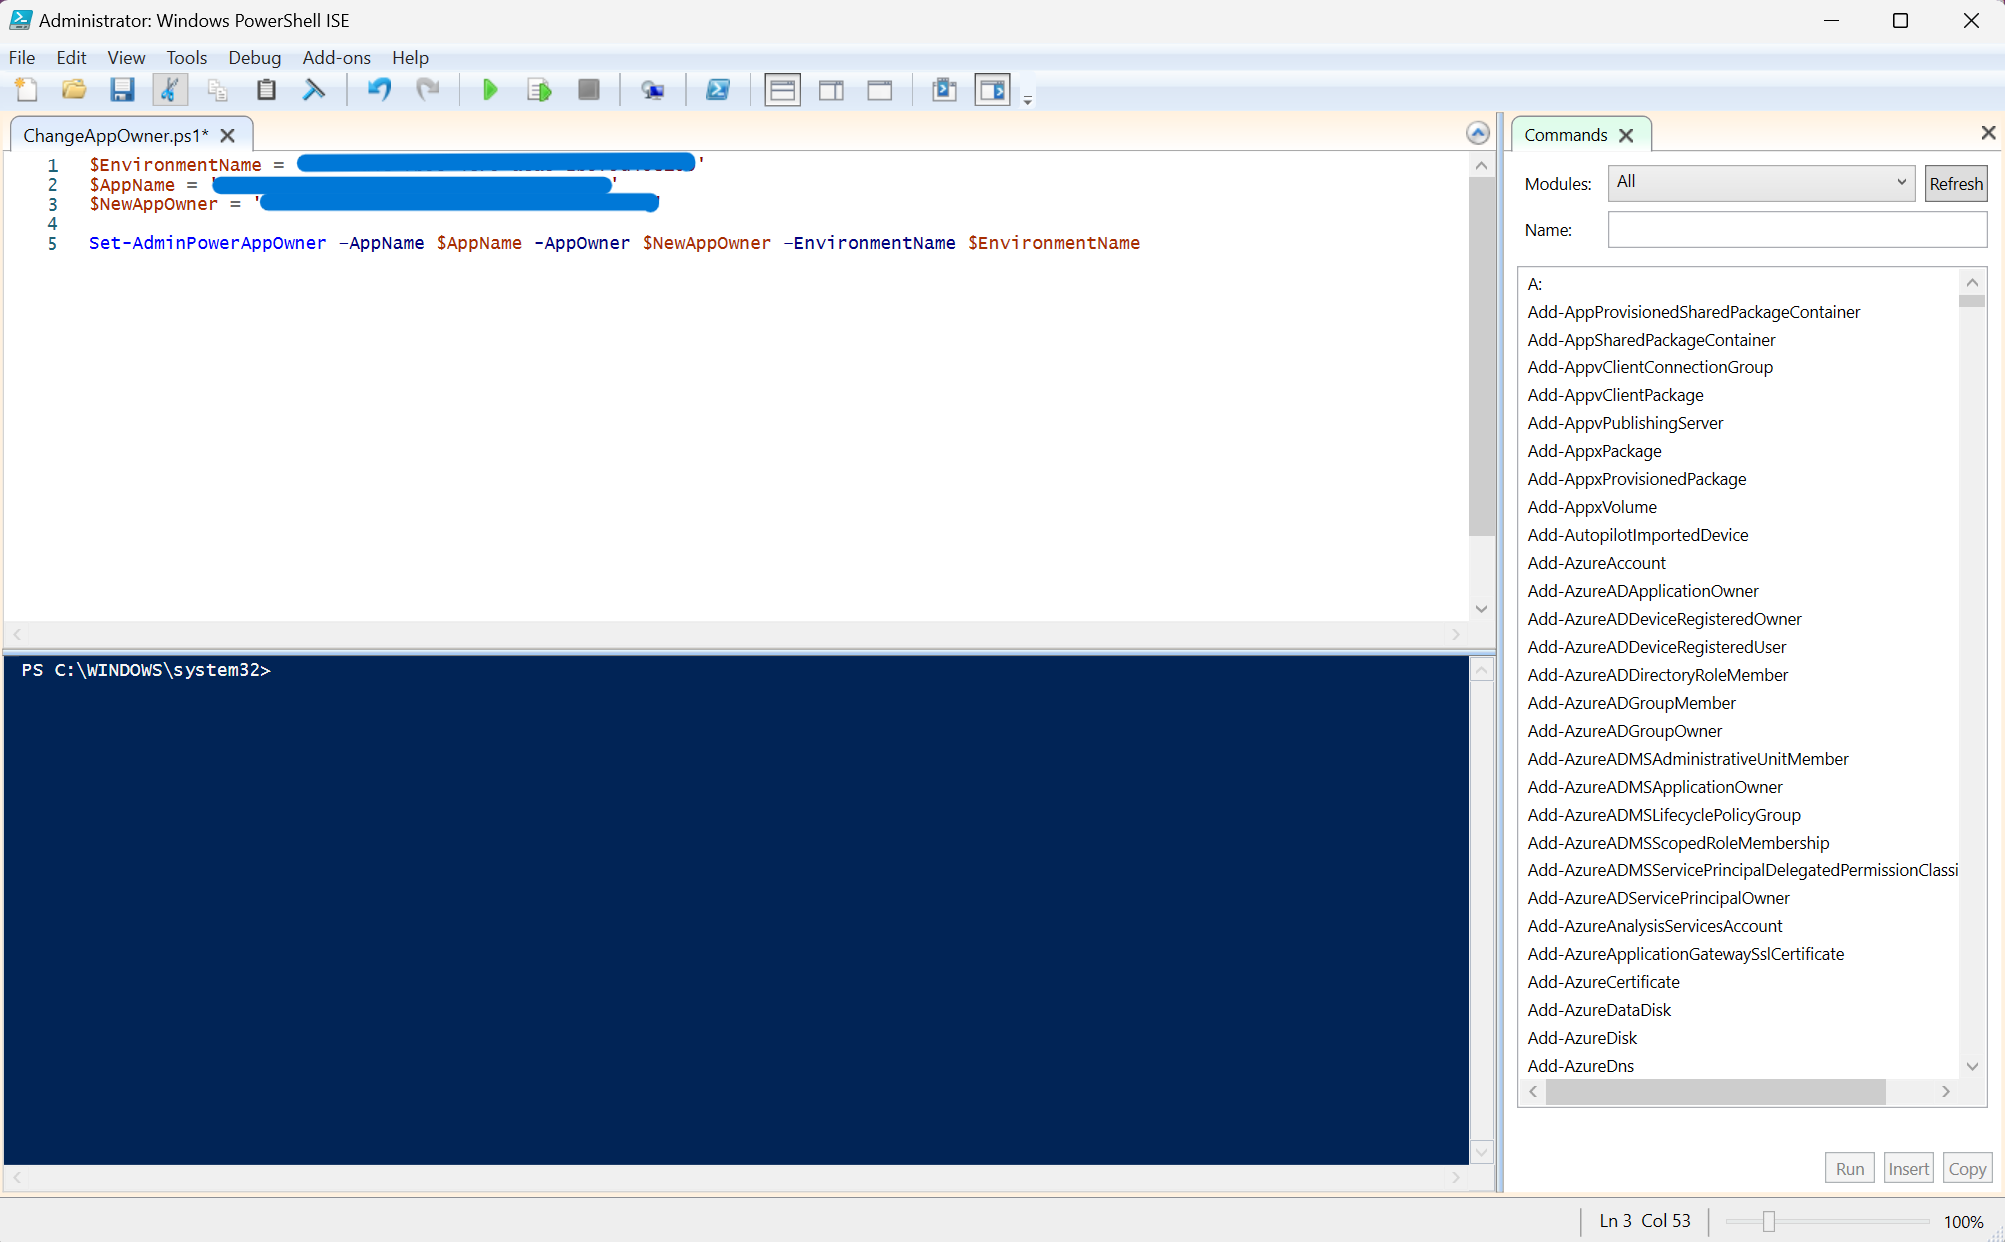 Administrator: Windows PowerShell ISE
File Edit View Tools Debug Add-ons Help
ChangeAppOwner.ps1*
1 $EnvironmentName = '
2 $AppName = ' '
3 $NewAppOwner = ' '
4
5 Set-AdminPowerAppOwner –AppName $AppName -AppOwner $NewAppOwner –EnvironmentName $EnvironmentName
PS C:\WINDOWS\system32>
Commands
Modules: All Refresh
Name:
A:
Add-AppProvisionedSharedPackageContainer
Add-AppSharedPackageContainer
Add-AppvClientConnectionGroup
Add-AppvClientPackage
Add-AppvPublishingServer
Add-AppxPackage
Add-AppxProvisionedPackage
Add-AppxVolume
Add-AutopilotImportedDevice
Add-AzureAccount
Add-AzureADApplicationOwner
Add-AzureADDeviceRegisteredOwner
Add-AzureADDeviceRegisteredUser
Add-AzureADDirectoryRoleMember
Add-AzureADGroupMember
Add-AzureADGroupOwner
Add-AzureADMSAdministrativeUnitMember
Add-AzureADMSApplicationOwner
Add-AzureADMSLifecyclePolicyGroup
Add-AzureADMSScopedRoleMembership
Add-AzureADMSServicePrincipalDelegatedPermissionClassi
Add-AzureADServicePrincipalOwner
Add-AzureAnalysisServicesAccount
Add-AzureApplicationGatewaySslCertificate
Add-AzureCertificate
Add-AzureDataDisk
Add-AzureDisk
Add-AzureDns
Run Insert Copy
Ln 3 Col 53 100%